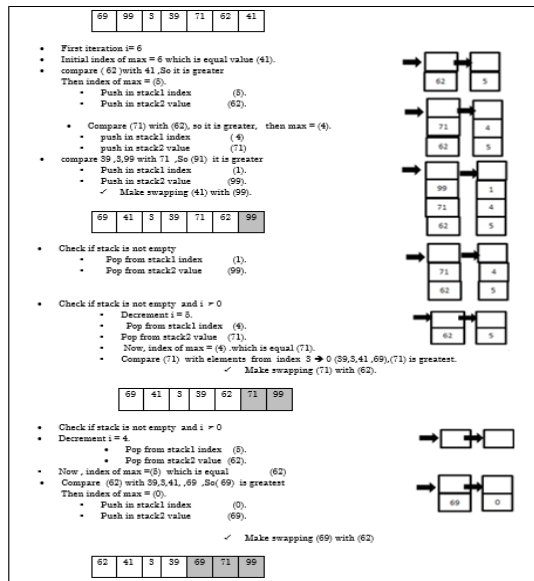 69 99 3 39 71 62 41
• First iteration i= 6
• Initial index of max = 6 which is equal value (41).
• compare ( 62 )with 41 ,So it is greater
Then index of max = (5).
• Push in stack1 index (5).
• Push in stack2 value (62).
62 5
• Compare (71) with (62), so it is greater, then max = (4).
• push in stack1 index ( 4)
• push in stack2 value (71)
71 4
62 5
• compare 39 ,3,99 with 71 ,So (91) it is greater
• Push in stack1 index (1).
• Push in stack2 value (99).
✓ Make swapping (41) with (99).
99 1
71 4
62 5
69 41 3 39 71 62 99
• Check if stack is not empty
• Pop from stack1 index (1).
• Pop from stack2 value (99).
71 4
62 5
• Check if stack is not empty and i > 0
• Decrement i = 5.
• Pop from stack1 index (4).
• Pop from stack2 value (71).
• Now, index of max = (4) .which is equal (71).
• Compare (71) with elements from index 3 ➔ 0 (39,3,41 ,69),(71) is greatest.
✓ Make swapping (71) with (62).
62 5
69 41 3 39 62 71 99
• Check if stack is not empty and i > 0
• Decrement i = 4.
• Pop from stack1 index (5).
• Pop from stack2 value (62).
• Now , index of max =(5) which is equal (62)
• Compare (62) with 39,3,41, ,69 ,So( 69) is greatest
Then index of max = (0).
• Push in stack1 index (0).
• Push in stack2 value (69).
69 0
✓ Make swapping (69) with (62)
62 41 3 39 69 71 99